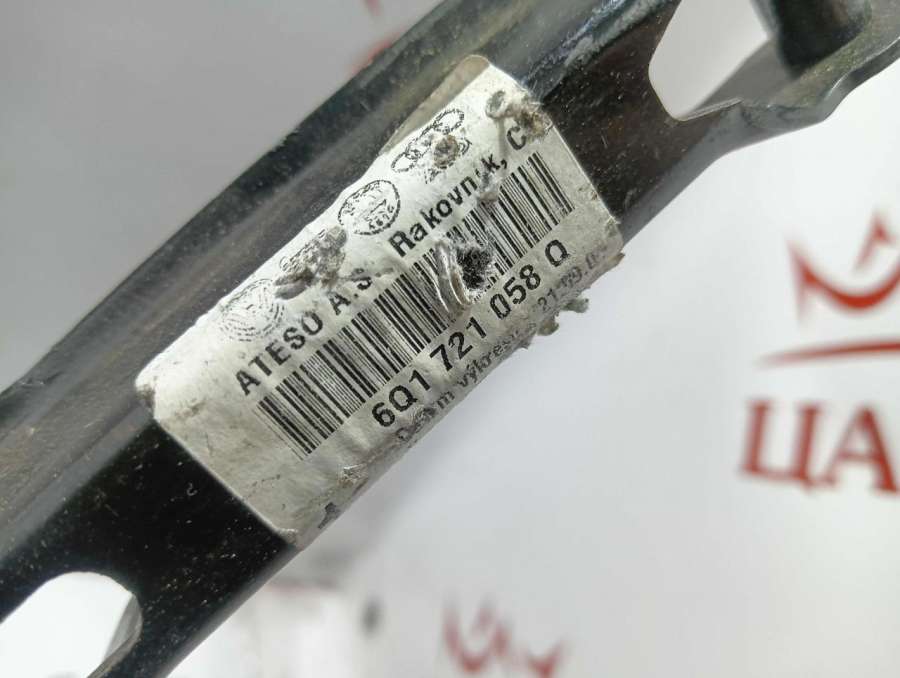 ATESO A.S. Rakovník, C
6Q1 721 058 Q
ЦА